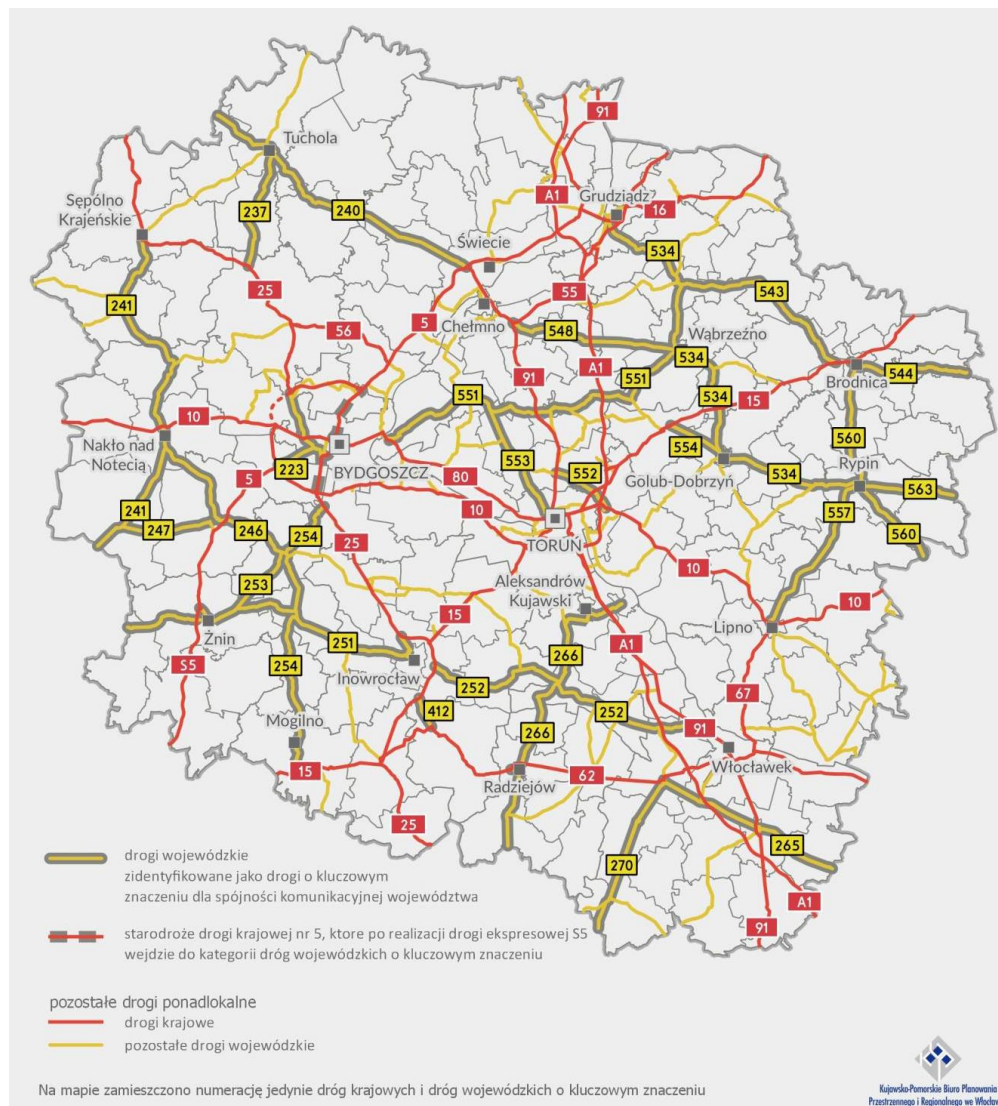 91
Tuchola
A1
Grudziądz
16
Sępólno
Krajeńskie
237
240
Świecie
534
25
55
543
241
56
5
Chełmno
548
Wąbrzeźno
534
A1
91
551
544
Brodnica
551
534
15
10
Nakło nad
Notecią
560
554
223
BYDGOSZCZ
553
552
Golub-Dobrzyń
534
Rypin
5
80
563
241
10
557
247
246
254
TORUŃ
560
25
Aleksandrów
Kujawski
10
253
10
15
Żnin
Lipno
251
A1
S5
254
266
Inowrocław
252
67
412
252
Mogilno
266
91
Włocławek
15
62
Radziejów
25
265
270
A1
91
drogi wojewódzkie
zidentyfikowane jako drogi o kluczowym
znaczeniu dla spójności komunikacyjnej województwa
starodroże drogi krajowej nr 5, ktore po realizacji drogi ekspresowej S5
wejdzie do kategorii dróg wojewódzkich o kluczowym znaczeniu
pozostałe drogi ponadlokalne
drogi krajowe
pozostałe drogi wojewódzkie
Na mapie zamieszczono numerację jedynie dróg krajowych i dróg wojewódzkich o kluczowym znaczeniu
Kujawsko-Pomorskie Biuro Planowania
Przestrzennego i Regionalnego we